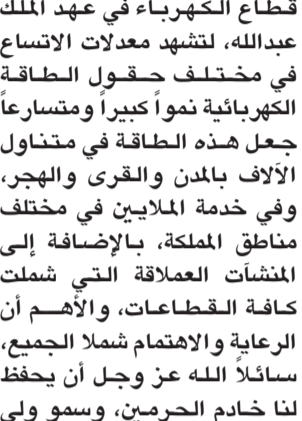 قطاع الكهرباء في عهد الملك
عبدالله، لتشهد معدلات الاتساع
في مختلف حقول الطاقة
الكهربائية نمواً كبيراً ومتسارعاً
جعل هذه الطاقة في متناول
الآلاف بالمدن والقرى والهجر،
وفي خدمة الملايين في مختلف
مناطق المملكة، بالإضافة إلى
المنشآت العملاقة التي شملت
كافة القطاعات، والأهم أن
الرعاية والاهتمام شملا الجميع،
سائلاً الله عز وجل أن يحفظ
لنا خادم الحرمين، وسمو ولي